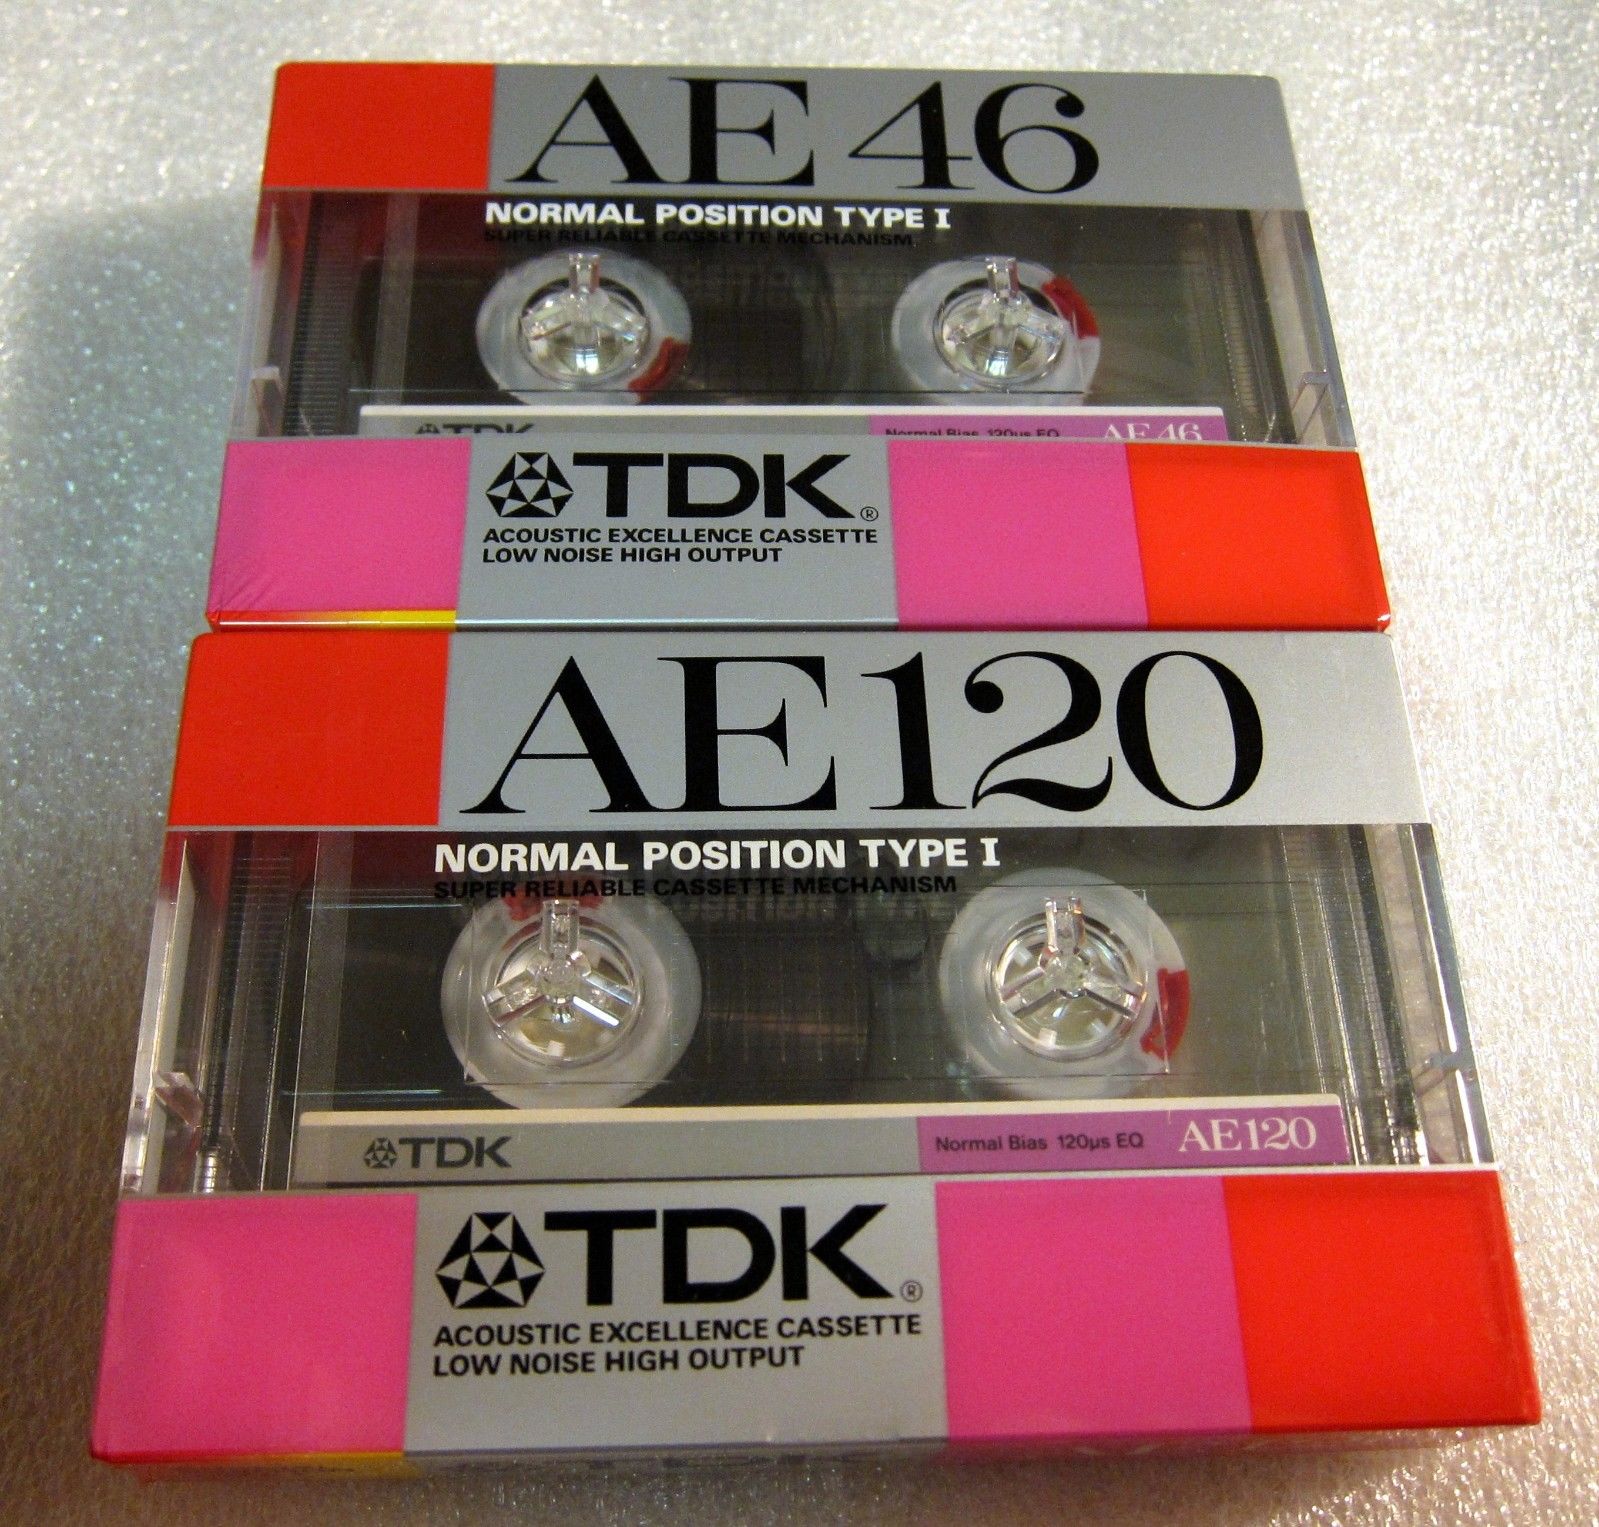 AE 46
NORMAL POSITION TYPE I
SUPER RELIABLE CASSETTE MECHANISM
TDK
Normal Bias 120µs EQ AE46
TDK®
ACOUSTIC EXCELLENCE CASSETTE
LOW NOISE HIGH OUTPUT
AE120
NORMAL POSITION TYPE I
SUPER RELIABLE CASSETTE MECHANISM
TDK
Normal Bias 120µs EQ AE120
TDK®
ACOUSTIC EXCELLENCE CASSETTE
LOW NOISE HIGH OUTPUT